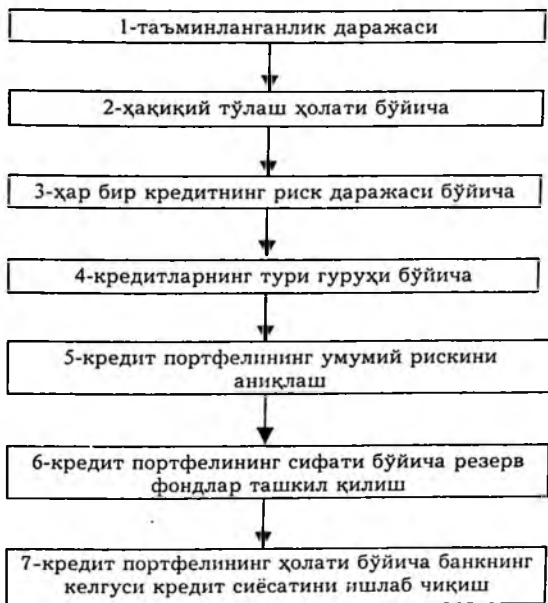 1-таъминланганлик даражаси
2-ҳақиқий тўлаш ҳолати бўйича
3-ҳар бир кредитнинг риск даражаси бўйича
4-кредитларнинг тури гуруҳи бўйича
5-кредит портфелининг умумий рискини
аниқлаш
6-кредит портфелининг сифати бўйича резерв
фондлар ташкил қилиш
7-кредит портфелининг ҳолати бўйича банкнинг
келгуси кредит сиёсатини ишлаб чиқиш